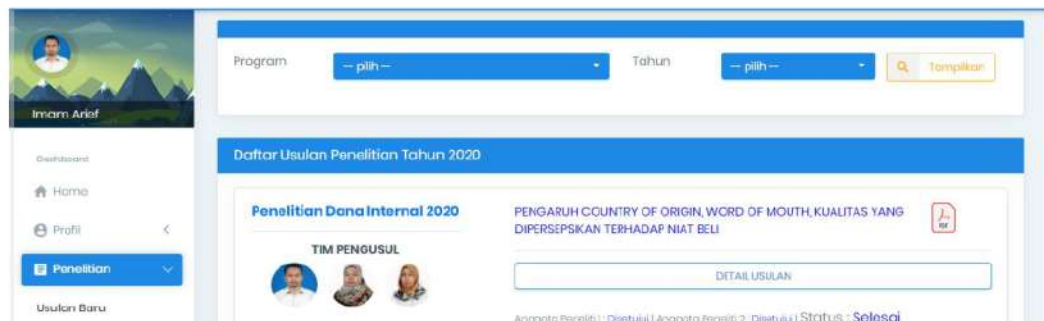 Imam Arief
Dashboard
Home
Profil
Penelitian
Usulan Baru
Program
-- pilih --
Tahun
-- pilih --
Tampilkan
Daftar Usulan Penelitian Tahun 2020
Penelitian Dana Internal 2020
TIM PENGUSUL
PENGARUH COUNTRY OF ORIGIN, WORD OF MOUTH, KUALITAS YANG
DIPERSEPSIKAN TERHADAP NIAT BELI
PDF
DETAIL USULAN
Anggota Peneliti 1 : Disetujui | Anggota Peneliti 2 : Disetujui | Status : Selesai